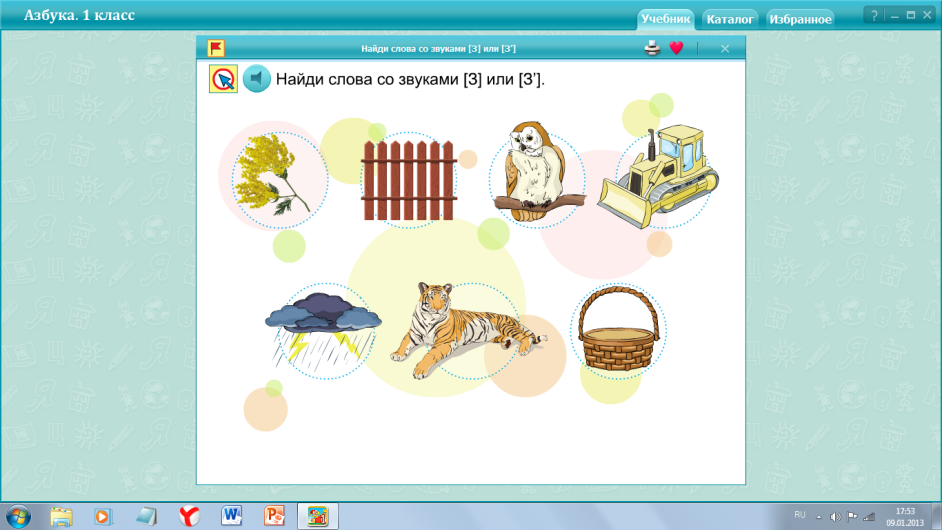 Азбука. 1 класс
Учебник
Каталог
Избранное
?
Найди слова со звуками [З] или [З’]
Найди слова со звуками [З] или [З’].
W
P
RU
17:53
09.01.2013